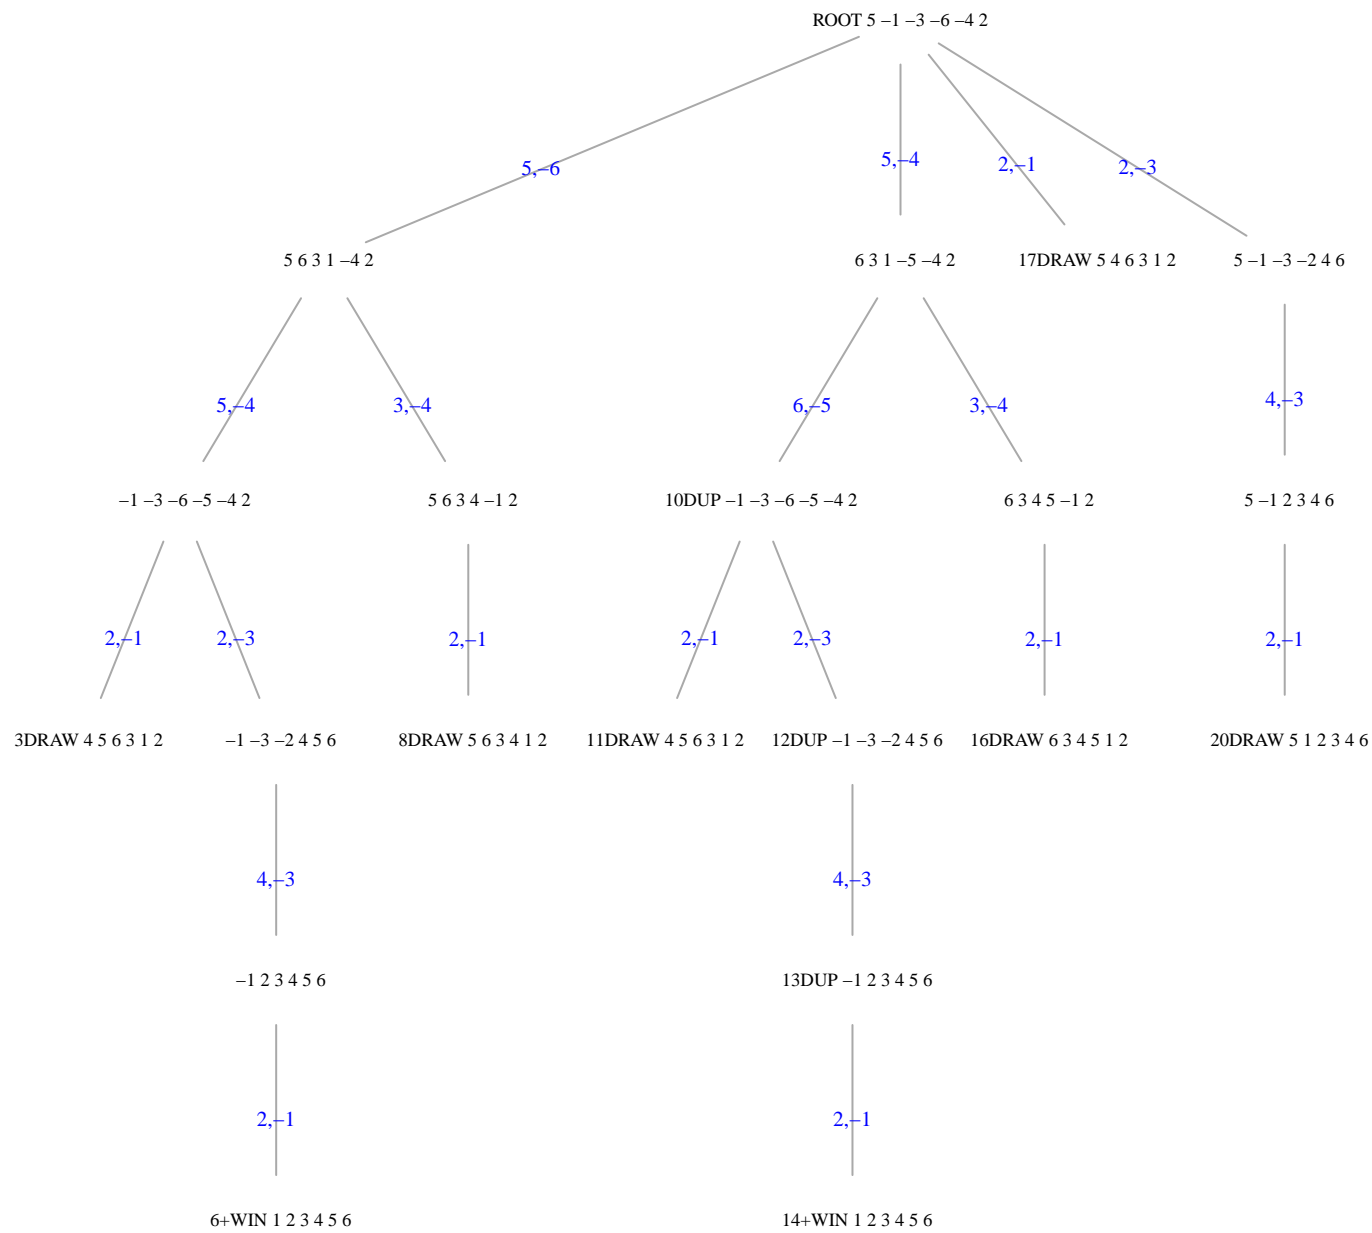 ROOT 5 –1 –3 –6 –4 2
5,–6
5,–4
2,–1
2,–3
5 6 3 1 –4 2
6 3 1 –5 –4 2
17DRAW 5 4 6 3 1 2
5 –1 –3 –2 4 6
5,–4
3,–4
6,–5
3,–4
4,–3
–1 –3 –6 –5 –4 2
5 6 3 4 –1 2
10DUP –1 –3 –6 –5 –4 2
6 3 4 5 –1 2
5 –1 2 3 4 6
2,–1
2,–3
2,–1
2,–1
2,–3
2,–1
2,–1
3DRAW 4 5 6 3 1 2
–1 –3 –2 4 5 6
8DRAW 5 6 3 4 1 2
11DRAW 4 5 6 3 1 2
12DUP –1 –3 –2 4 5 6
16DRAW 6 3 4 5 1 2
20DRAW 5 1 2 3 4 6
4,–3
4,–3
–1 2 3 4 5 6
13DUP –1 2 3 4 5 6
2,–1
2,–1
6+WIN 1 2 3 4 5 6
14+WIN 1 2 3 4 5 6